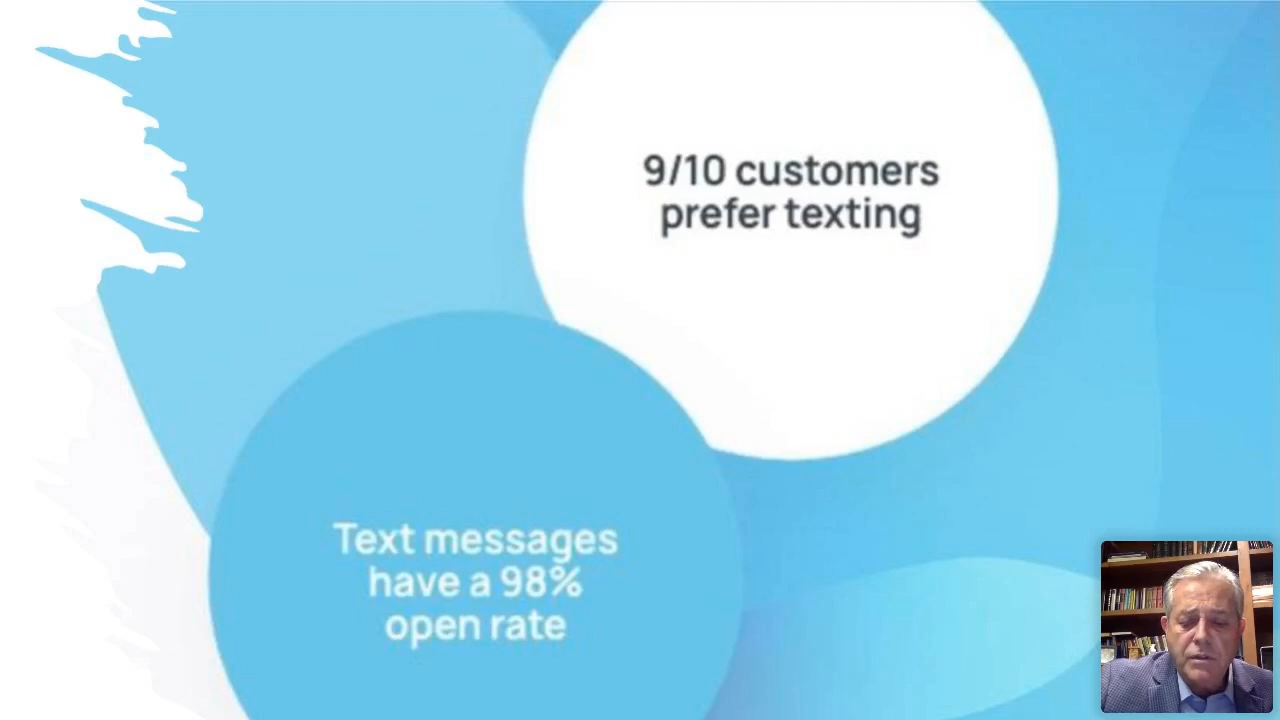 9/10 customers
prefer texting
Text messages
have a 98%
open rate